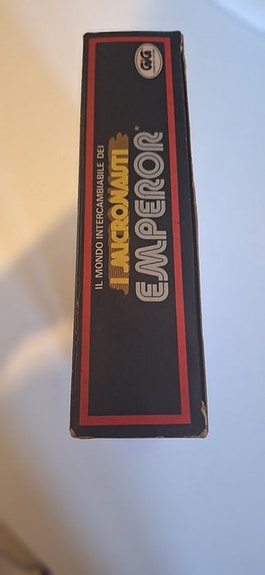 GiG
IL MONDO INTERCAMBIABILE DEI
I MICRONAUTI
EMPEROR®